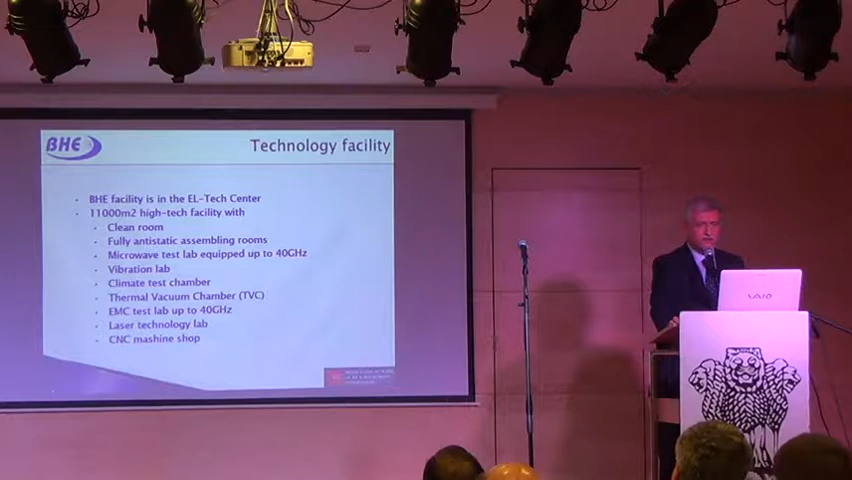 BHE
Technology facility
BHE facility is in the EL-Tech Center
11000m2 high-tech facility with
Clean room
Fully antistatic assembling rooms
Microwave test lab equipped up to 40GHz
Vibration lab
Climate test chamber
Thermal Vacuum Chamber (TVC)
EMC test lab up to 40GHz
Laser technology lab
CNC mashine shop
VAIO